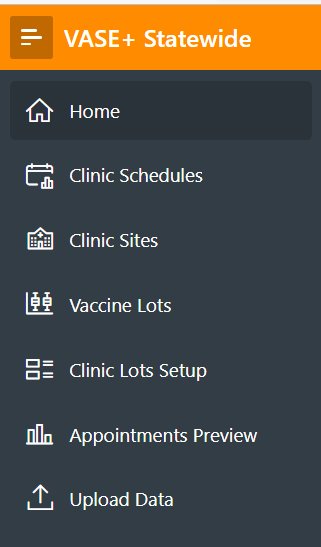 VASE+ Statewide
Home
Clinic Schedules
Clinic Sites
Vaccine Lots
Clinic Lots Setup
Appointments Preview
Upload Data